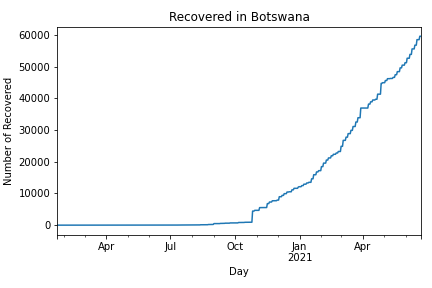 Recovered in Botswana
60000
50000
40000
30000
20000
10000
0
Number of Recovered
Apr Jul Oct Jan Apr
2021
Day